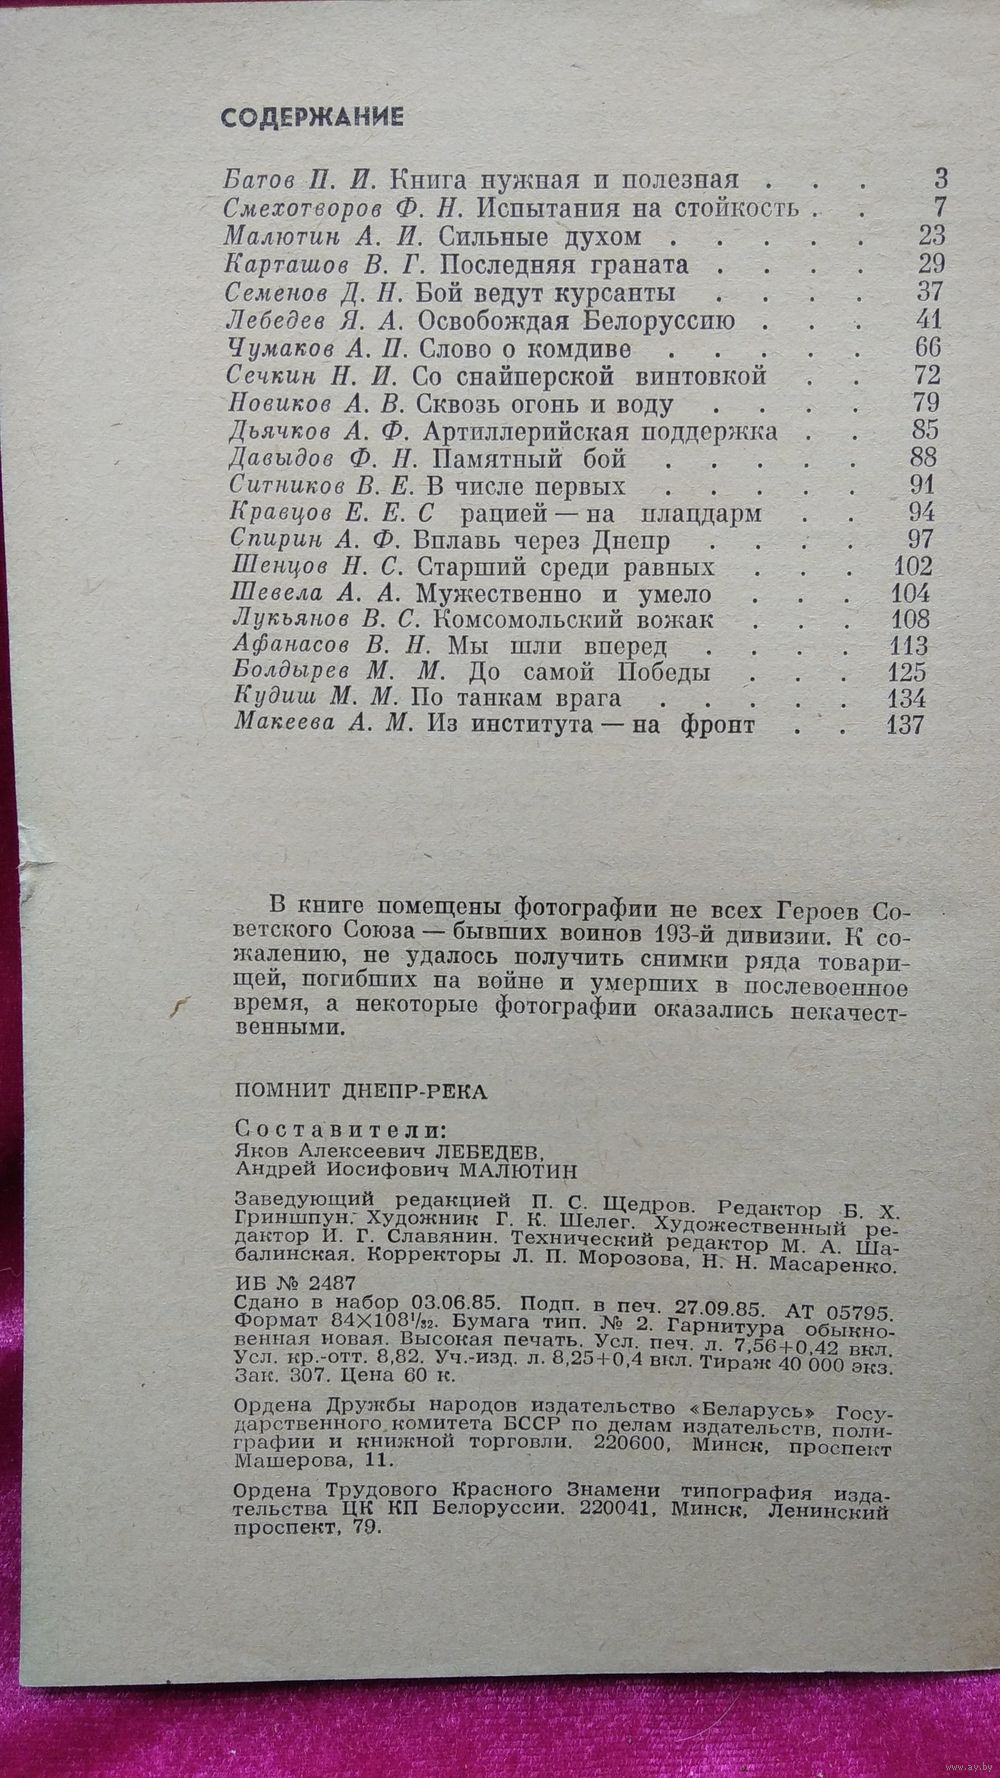 СОДЕРЖАНИЕ
Батов П. И. Книга нужная и полезная . . . 3
Смехотворов Ф. Н. Испытания на стойкость . . 7
Малютин А. И. Сильные духом . . . . . 23
Карташов В. Г. Последняя граната . . . . 29
Семенов Д. Н. Бой ведут курсанты . . . . 37
Лебедев Я. А. Освобождая Белоруссию . . . 41
Чумаков А. П. Слово о комдиве . . . . . 66
Сечкин Н. И. Со снайперской винтовкой . . 72
Новиков А. В. Сквозь огонь и воду . . . . 79
Дьячков А. Ф. Артиллерийская поддержка . . 85
Давыдов Ф. Н. Памятный бой . . . . . 88
Ситников В. Е. В числе первых . . . . . 91
Кравцов Е. Е. С рацией — на плацдарм . . 94
Спирин А. Ф. Вплавь через Днепр . . . . 97
Шенцов Н. С. Старший среди равных . . . 102
Шевела А. А. Мужественно и умело . . . 104
Лукьянов В. С. Комсомольский вожак . . . 108
Афанасов В. Н. Мы шли вперед . . . . 113
Болдырев М. М. До самой Победы . . . 125
Кудиш М. М. По танкам врага . . . . . 134
Макеева А. М. Из института — на фронт . . 137
В книге помещены фотографии не всех Героев Со-
ветского Союза — бывших воинов 193-й дивизии. К со-
жалению, не удалось получить снимки ряда товари-
щей, погибших на войне и умерших в послевоенное
время, а некоторые фотографии оказались некачест-
венными.
ПОМНИТ ДНЕПР-РЕКА
Составители:
Яков Алексеевич ЛЕБЕДЕВ,
Андрей Иосифович МАЛЮТИН
Заведующий редакцией П. С. Щедров. Редактор Б. Х.
Гриншпун. Художник Г. К. Шелег. Художественный ре-
дактор И. Г. Славянин. Технический редактор М. А. Ша-
балинская. Корректоры Л. П. Морозова, Н. Н. Масаренко.
ИБ № 2487
Сдано в набор 03.06.85. Подп. в печ. 27.09.85. АТ 05795.
Формат 84×108¹/₃₂. Бумага тип. № 2. Гарнитура обыкно-
венная новая. Высокая печать. Усл. печ. л. 7,56+0,42 вкл.
Усл. кр.-отт. 8,82. Уч.-изд. л. 8,25+0,4 вкл. Тираж 40 000 экз.
Зак. 307. Цена 60 к.
Ордена Дружбы народов издательство «Беларусь» Госу-
дарственного комитета БССР по делам издательств, поли-
графии и книжной торговли. 220600, Минск, проспект
Машерова, 11.
Ордена Трудового Красного Знамени типография изда-
тельства ЦК КП Белоруссии. 220041, Минск, Ленинский
проспект, 79.
www.ay.by